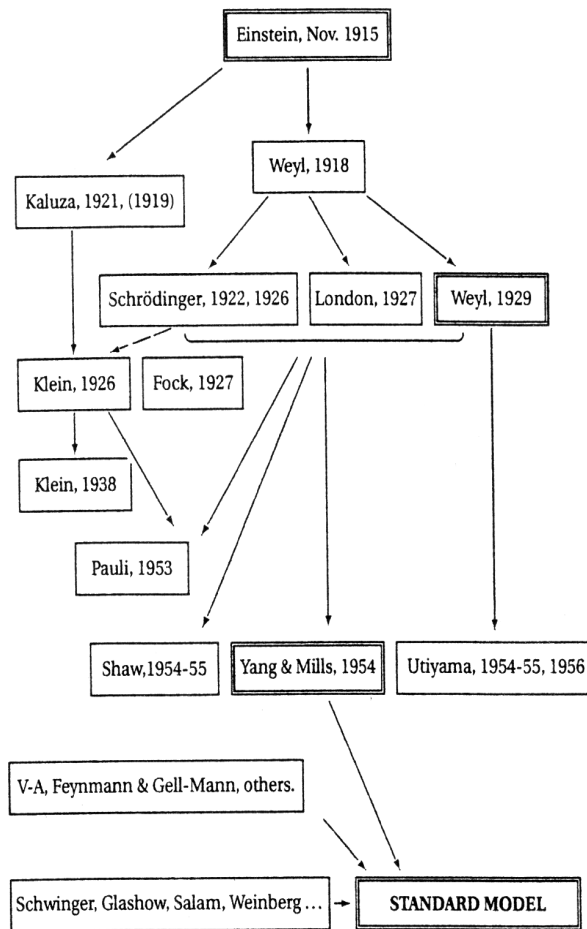 Einstein, Nov. 1915
Weyl, 1918
Kaluza, 1921, (1919)
Schrödinger, 1922, 1926
London, 1927
Weyl, 1929
Klein, 1926
Fock, 1927
Klein, 1938
Pauli, 1953
Shaw,1954-55
Yang & Mills, 1954
Utiyama, 1954-55, 1956
V-A, Feynmann & Gell-Mann, others.
Schwinger, Glashow, Salam, Weinberg ...
STANDARD MODEL